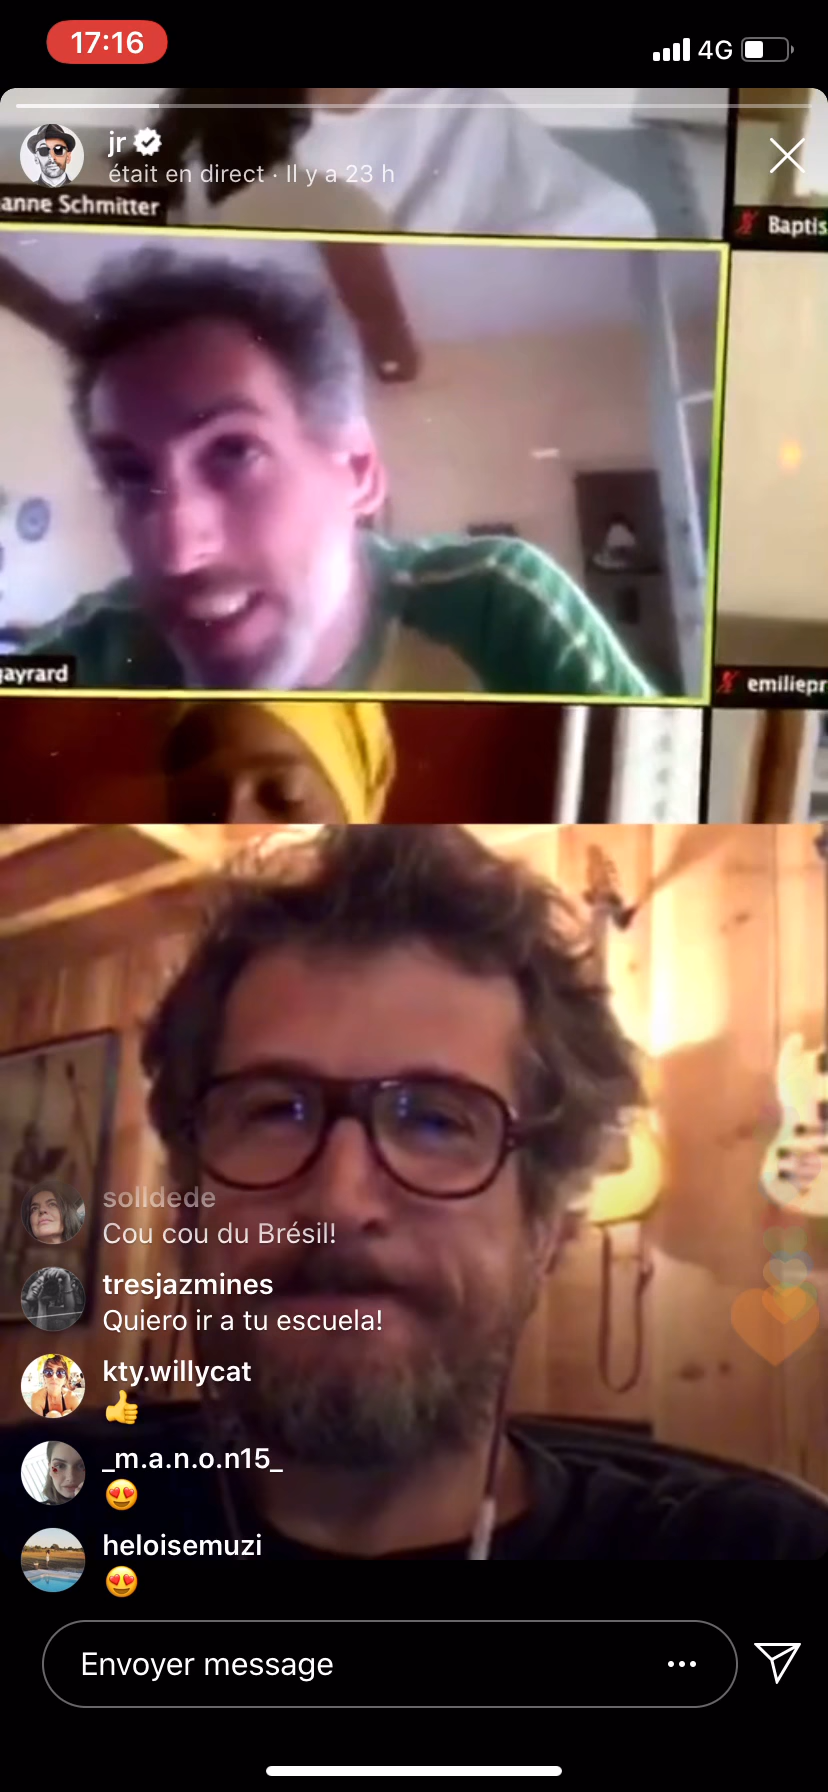 17:16
4G
jr
était en direct · Il y a 23 h
anne Schmitter
Baptis
ayrard
emiliepr
solldede
Cou cou du Brésil!
tresjazmines
Quiero ir a tu escuela!
kty.willycat
👍
_m.a.n.o.n15_
😍
heloisemuzi
😍
Envoyer message